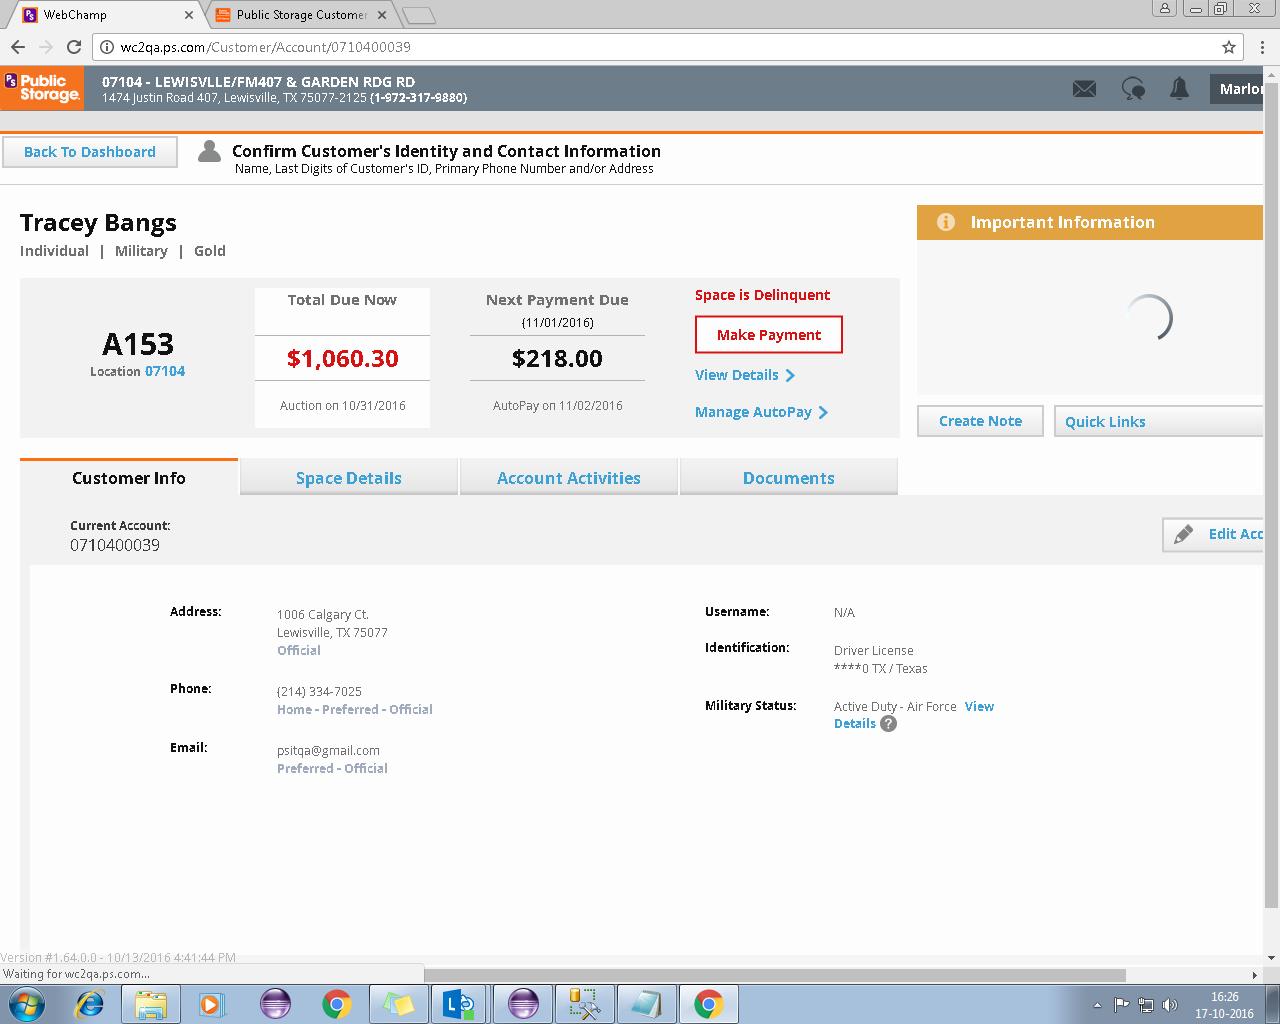 WebChamp
Public Storage Customer
wc2qa.ps.com/Customer/Account/0710400039
PS Public Storage.
07104 - LEWISVLLE/FM407 & GARDEN RDG RD
1474 Justin Road 407, Lewisville, TX 75077-2125 (1-972-317-9880)
Marlo
Back To Dashboard
Confirm Customer's Identity and Contact Information
Name, Last Digits of Customer's ID, Primary Phone Number and/or Address
Tracey Bangs
Individual | Military | Gold
Important Information
A153
Location 07104
Total Due Now
$1,060.30
Auction on 10/31/2016
Next Payment Due
(11/01/2016)
$218.00
AutoPay on 11/02/2016
Space is Delinquent
Make Payment
View Details
Manage AutoPay
Create Note
Quick Links
Customer Info
Space Details
Account Activities
Documents
Current Account:
0710400039
Edit Acc
Address:
1006 Calgary Ct.
Lewisville, TX 75077
Official
Phone:
(214) 334-7025
Home - Preferred - Official
Email:
psitqa@gmail.com
Preferred - Official
Username:
N/A
Identification:
Driver License
****0 TX / Texas
Military Status:
Active Duty - Air Force View
Details ?
Version #1.64.0.0 - 10/13/2016 4:41:44 PM
Waiting for wc2qa.ps.com...
16:26
17-10-2016